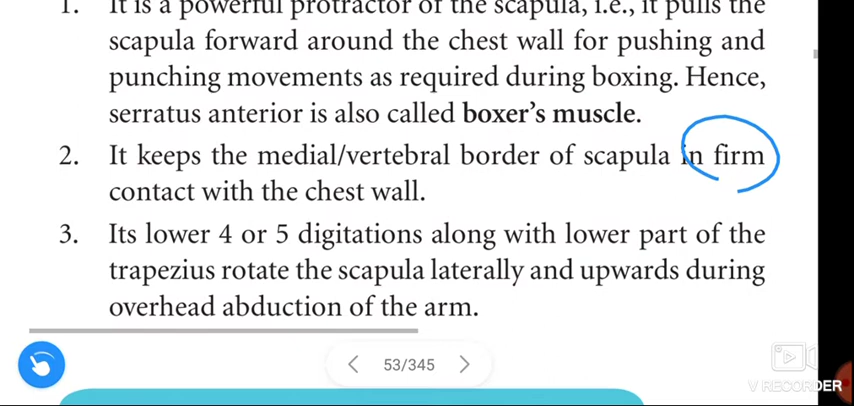 1. It is a powerful protractor of the scapula, i.e., it pulls the
scapula forward around the chest wall for pushing and
punching movements as required during boxing. Hence,
serratus anterior is also called boxer's muscle.
2. It keeps the medial/vertebral border of scapula in firm
contact with the chest wall.
3. Its lower 4 or 5 digitations along with lower part of the
trapezius rotate the scapula laterally and upwards during
overhead abduction of the arm.
53/345
V RECORDER